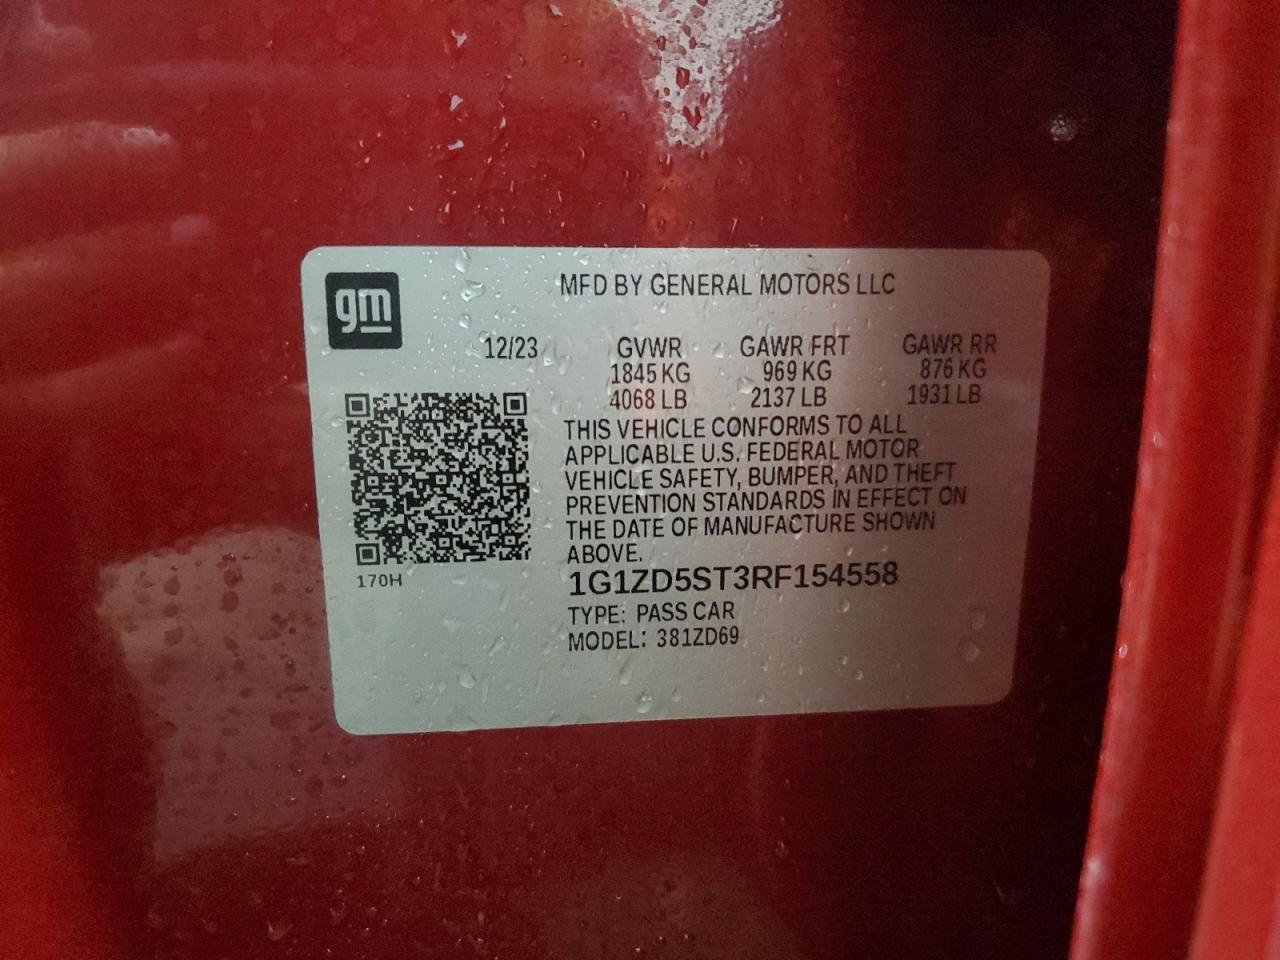 gm
MFD BY GENERAL MOTORS LLC
12/23 GVWR GAWR FRT GAWR RR
1845 KG 969 KG 876 KG
4068 LB 2137 LB 1931 LB
THIS VEHICLE CONFORMS TO ALL
APPLICABLE U.S. FEDERAL MOTOR
VEHICLE SAFETY, BUMPER, AND THEFT
PREVENTION STANDARDS IN EFFECT ON
THE DATE OF MANUFACTURE SHOWN
ABOVE.
170H
1G1ZD5ST3RF154558
TYPE: PASS CAR
MODEL: 381ZD69